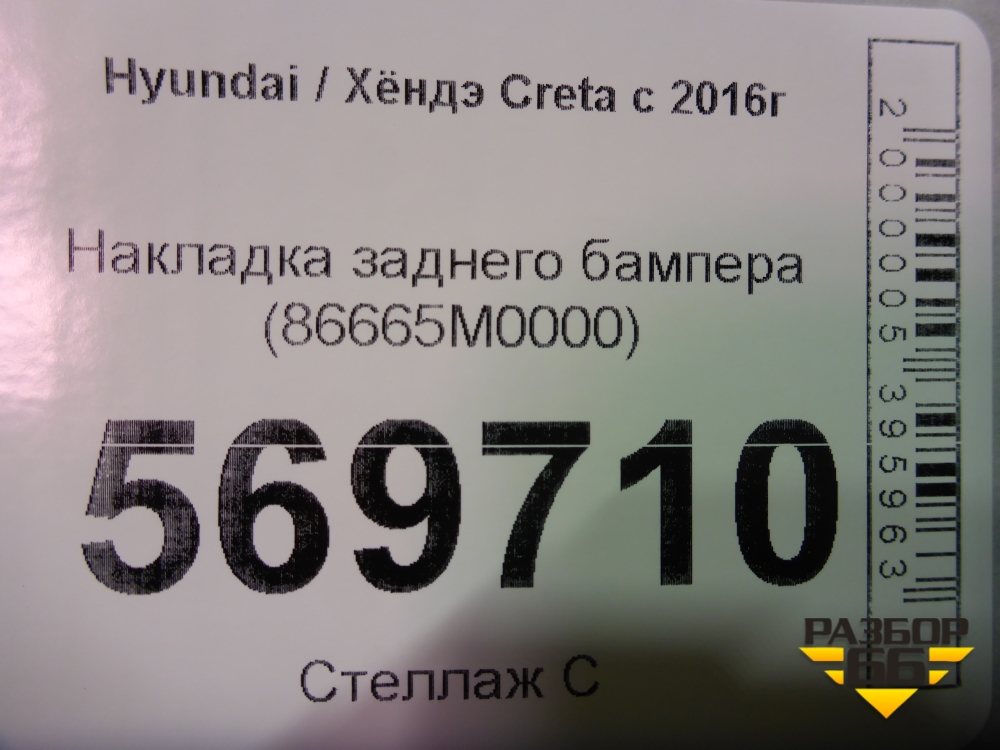 Hyundai / Хёндэ Creta с 2016г
Накладка заднего бампера
(86665M0000)
569710
Стеллаж С
2000005395963
РАЗБОР
66